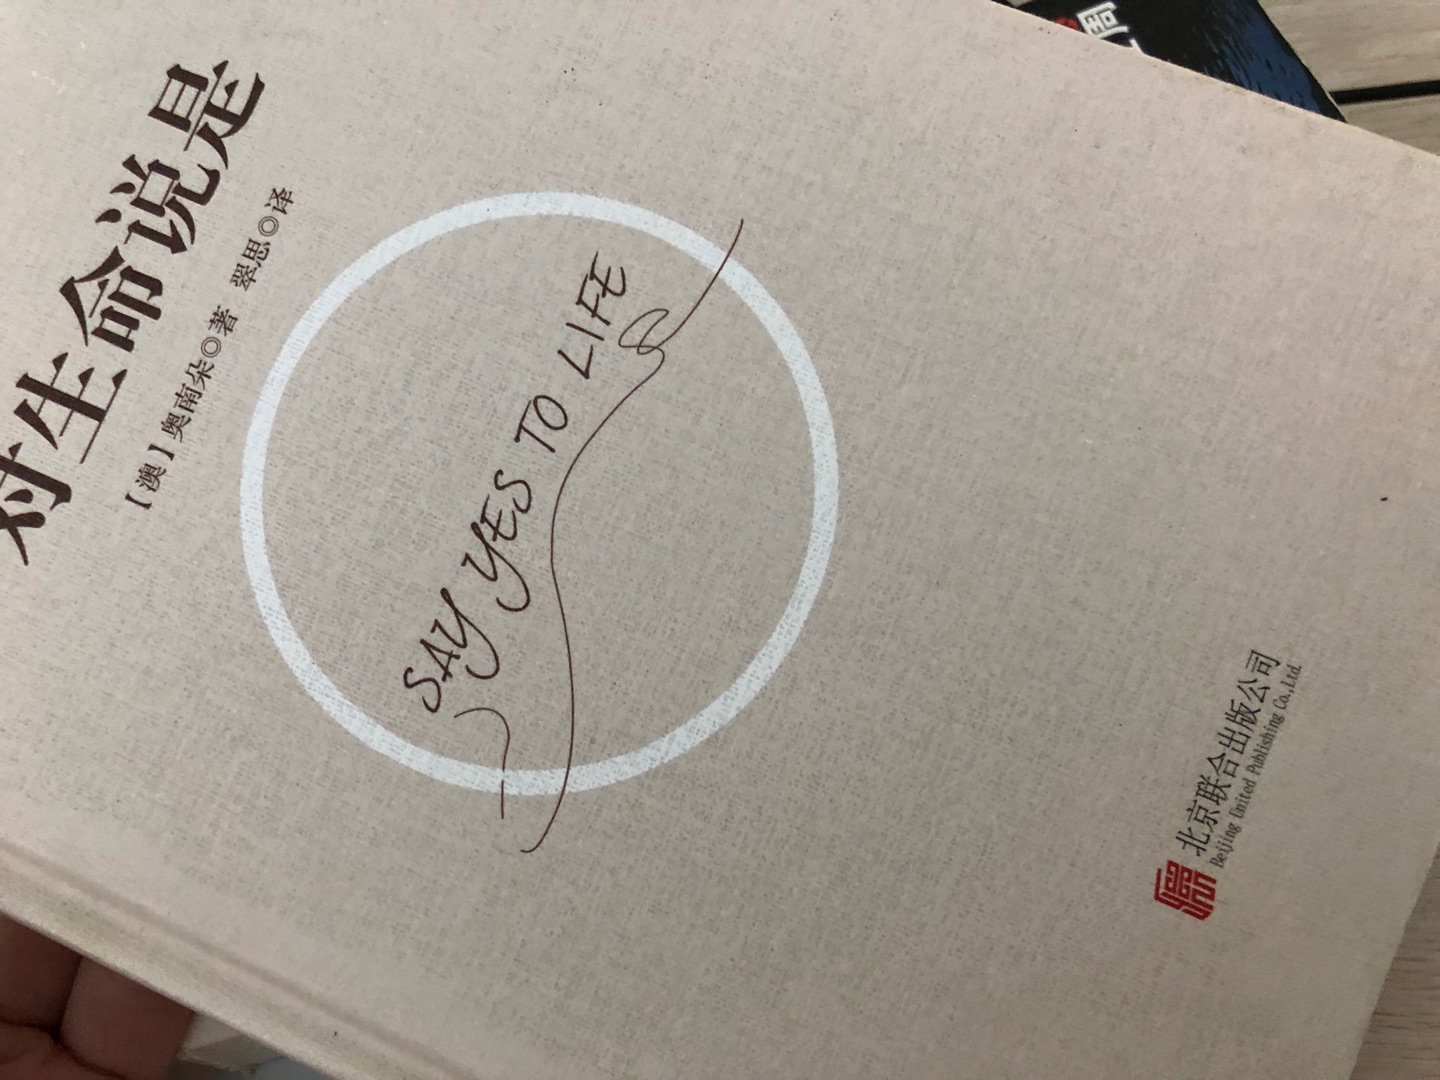 对生命说是
【澳】奥南朵◎著 翠思◎译
SAY YES TO LIFE
北京联合出版公司
Beijing United Publishing Co.,Ltd.